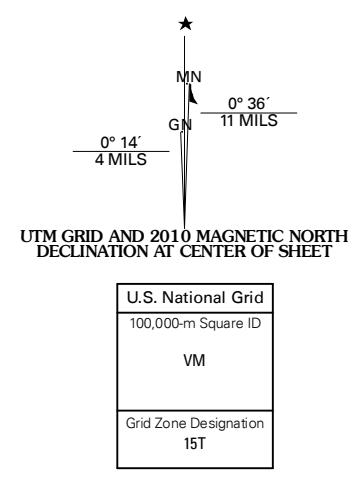 MN
0° 36´
11 MILS
GN
0° 14´
4 MILS
UTM GRID AND 2010 MAGNETIC NORTH
DECLINATION AT CENTER OF SHEET
U.S. National Grid
100,000-m Square ID
VM
Grid Zone Designation
15T